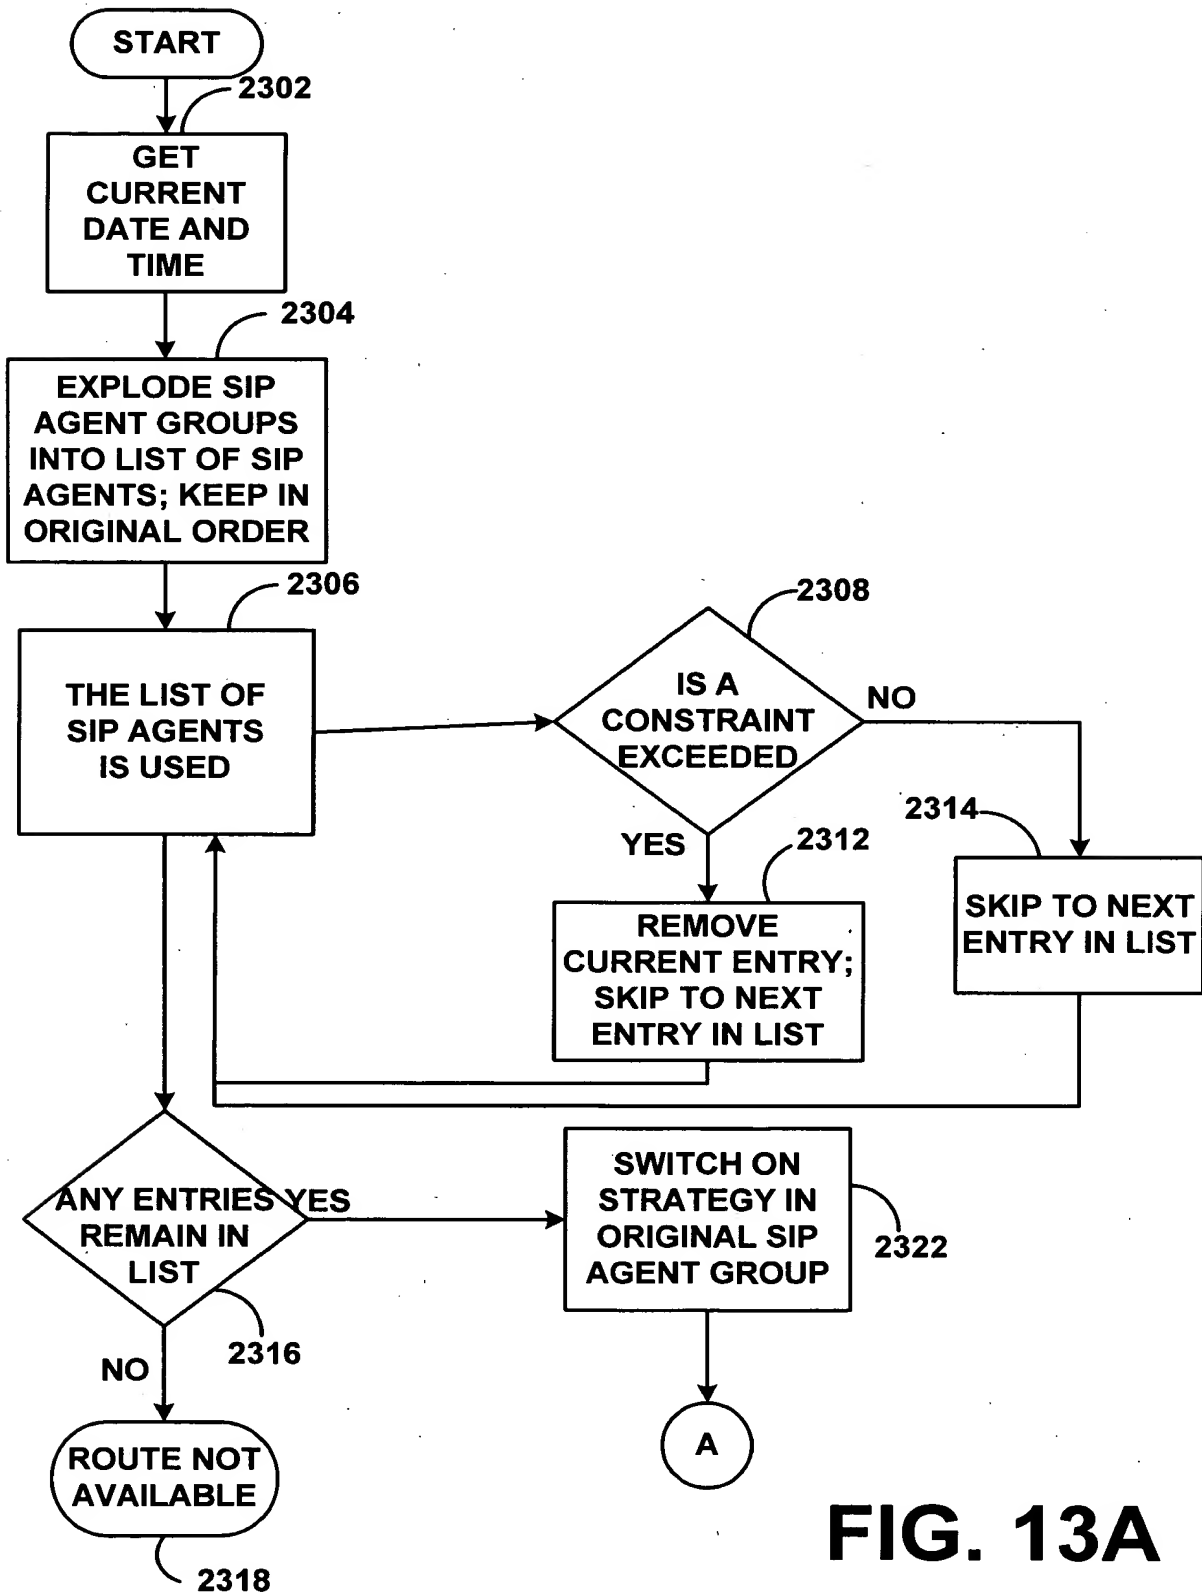 START
2302
GET
CURRENT
DATE AND
TIME
2304
EXPLODE SIP
AGENT GROUPS
INTO LIST OF SIP
AGENTS; KEEP IN
ORIGINAL ORDER
2306
THE LIST OF
SIP AGENTS
IS USED
2308
IS A
CONSTRAINT
EXCEEDED
NO
YES
2312
REMOVE
CURRENT ENTRY;
SKIP TO NEXT
ENTRY IN LIST
2314
SKIP TO NEXT
ENTRY IN LIST
ANY ENTRIES
REMAIN IN
LIST
YES
2316
NO
SWITCH ON
STRATEGY IN
ORIGINAL SIP
AGENT GROUP
2322
A
ROUTE NOT
AVAILABLE
2318
FIG. 13A